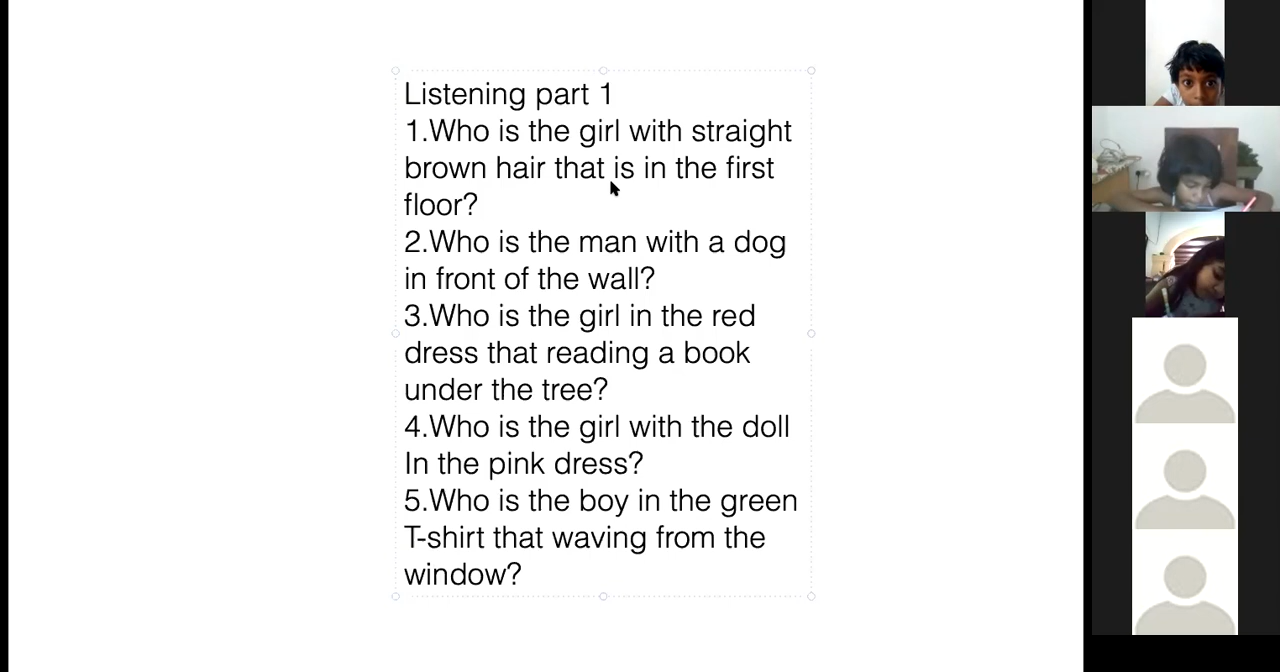 Listening part 1
1.Who is the girl with straight
brown hair that is in the first
floor?
2.Who is the man with a dog
in front of the wall?
3.Who is the girl in the red
dress that reading a book
under the tree?
4.Who is the girl with the doll
In the pink dress?
5.Who is the boy in the green
T-shirt that waving from the
window?